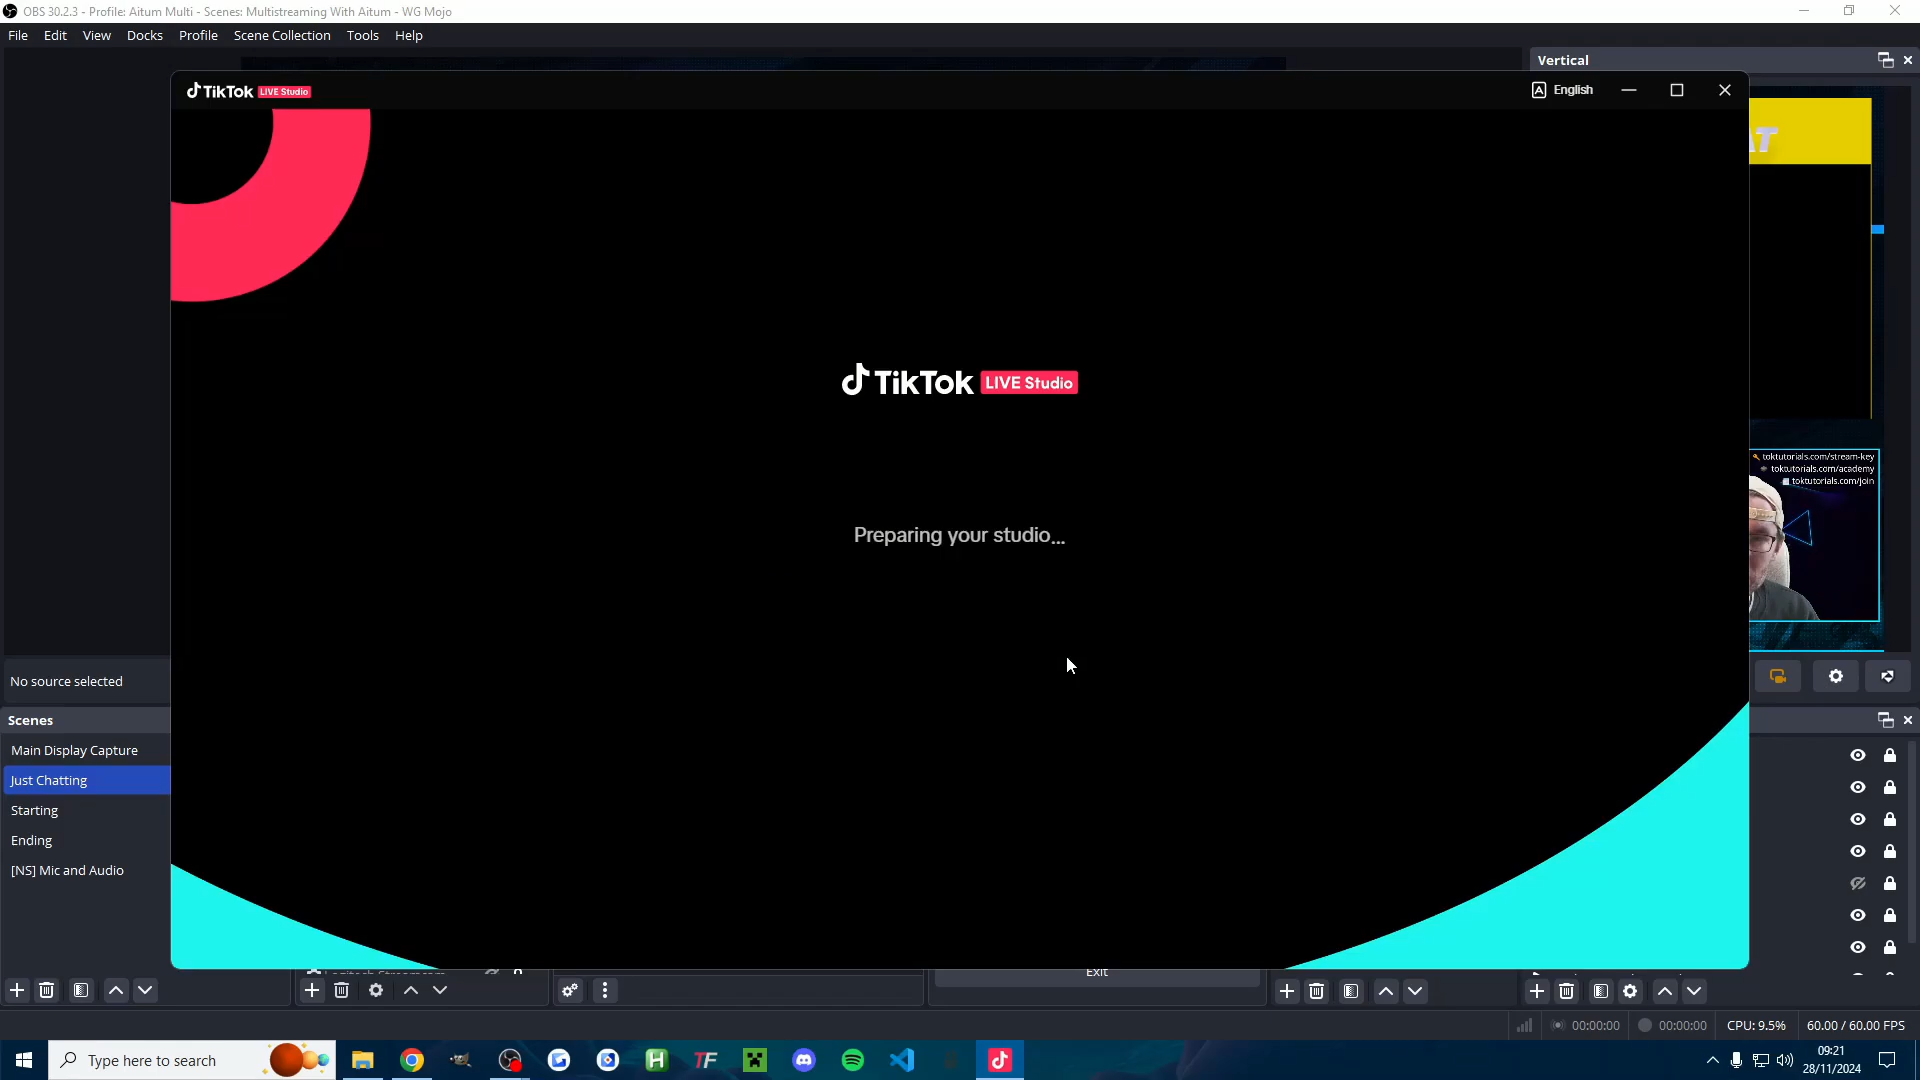 OBS 30.2.3 - Profile: Aitum Multi - Scenes: Multistreaming With Aitum - WG Mojo
File Edit View Docks Profile Scene Collection Tools Help
Vertical
TikTok LIVE Studio
English
TikTok LIVE Studio
toktutorials.com/stream-key
toktutorials.com/academy
toktutorials.com/join
Preparing your studio...
No source selected
Scenes
Main Display Capture
Just Chatting
Starting
Ending
[NS] Mic and Audio
Exit
00:00:00 00:00:00 CPU: 9.5% 60.00 / 60.00 FPS
Type here to search
09:21
28/11/2024